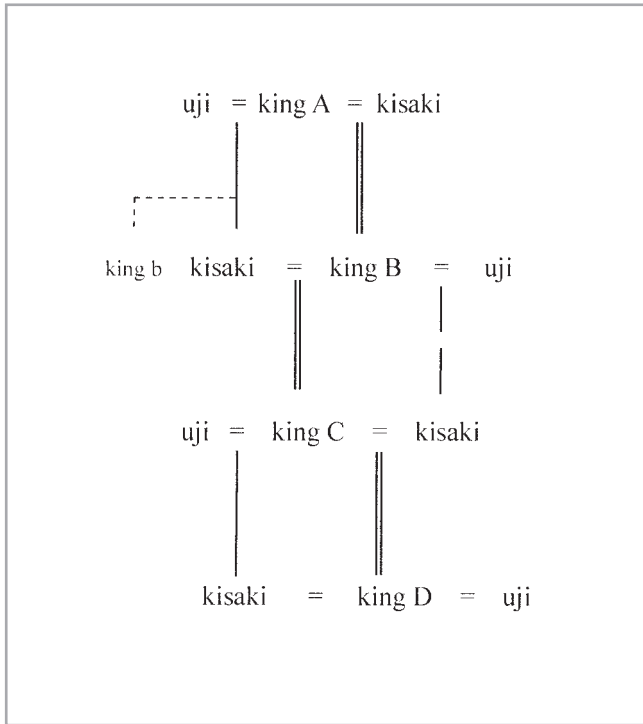 uji = king A = kisaki
king b kisaki = king B = uji
uji = king C = kisaki
kisaki = king D = uji